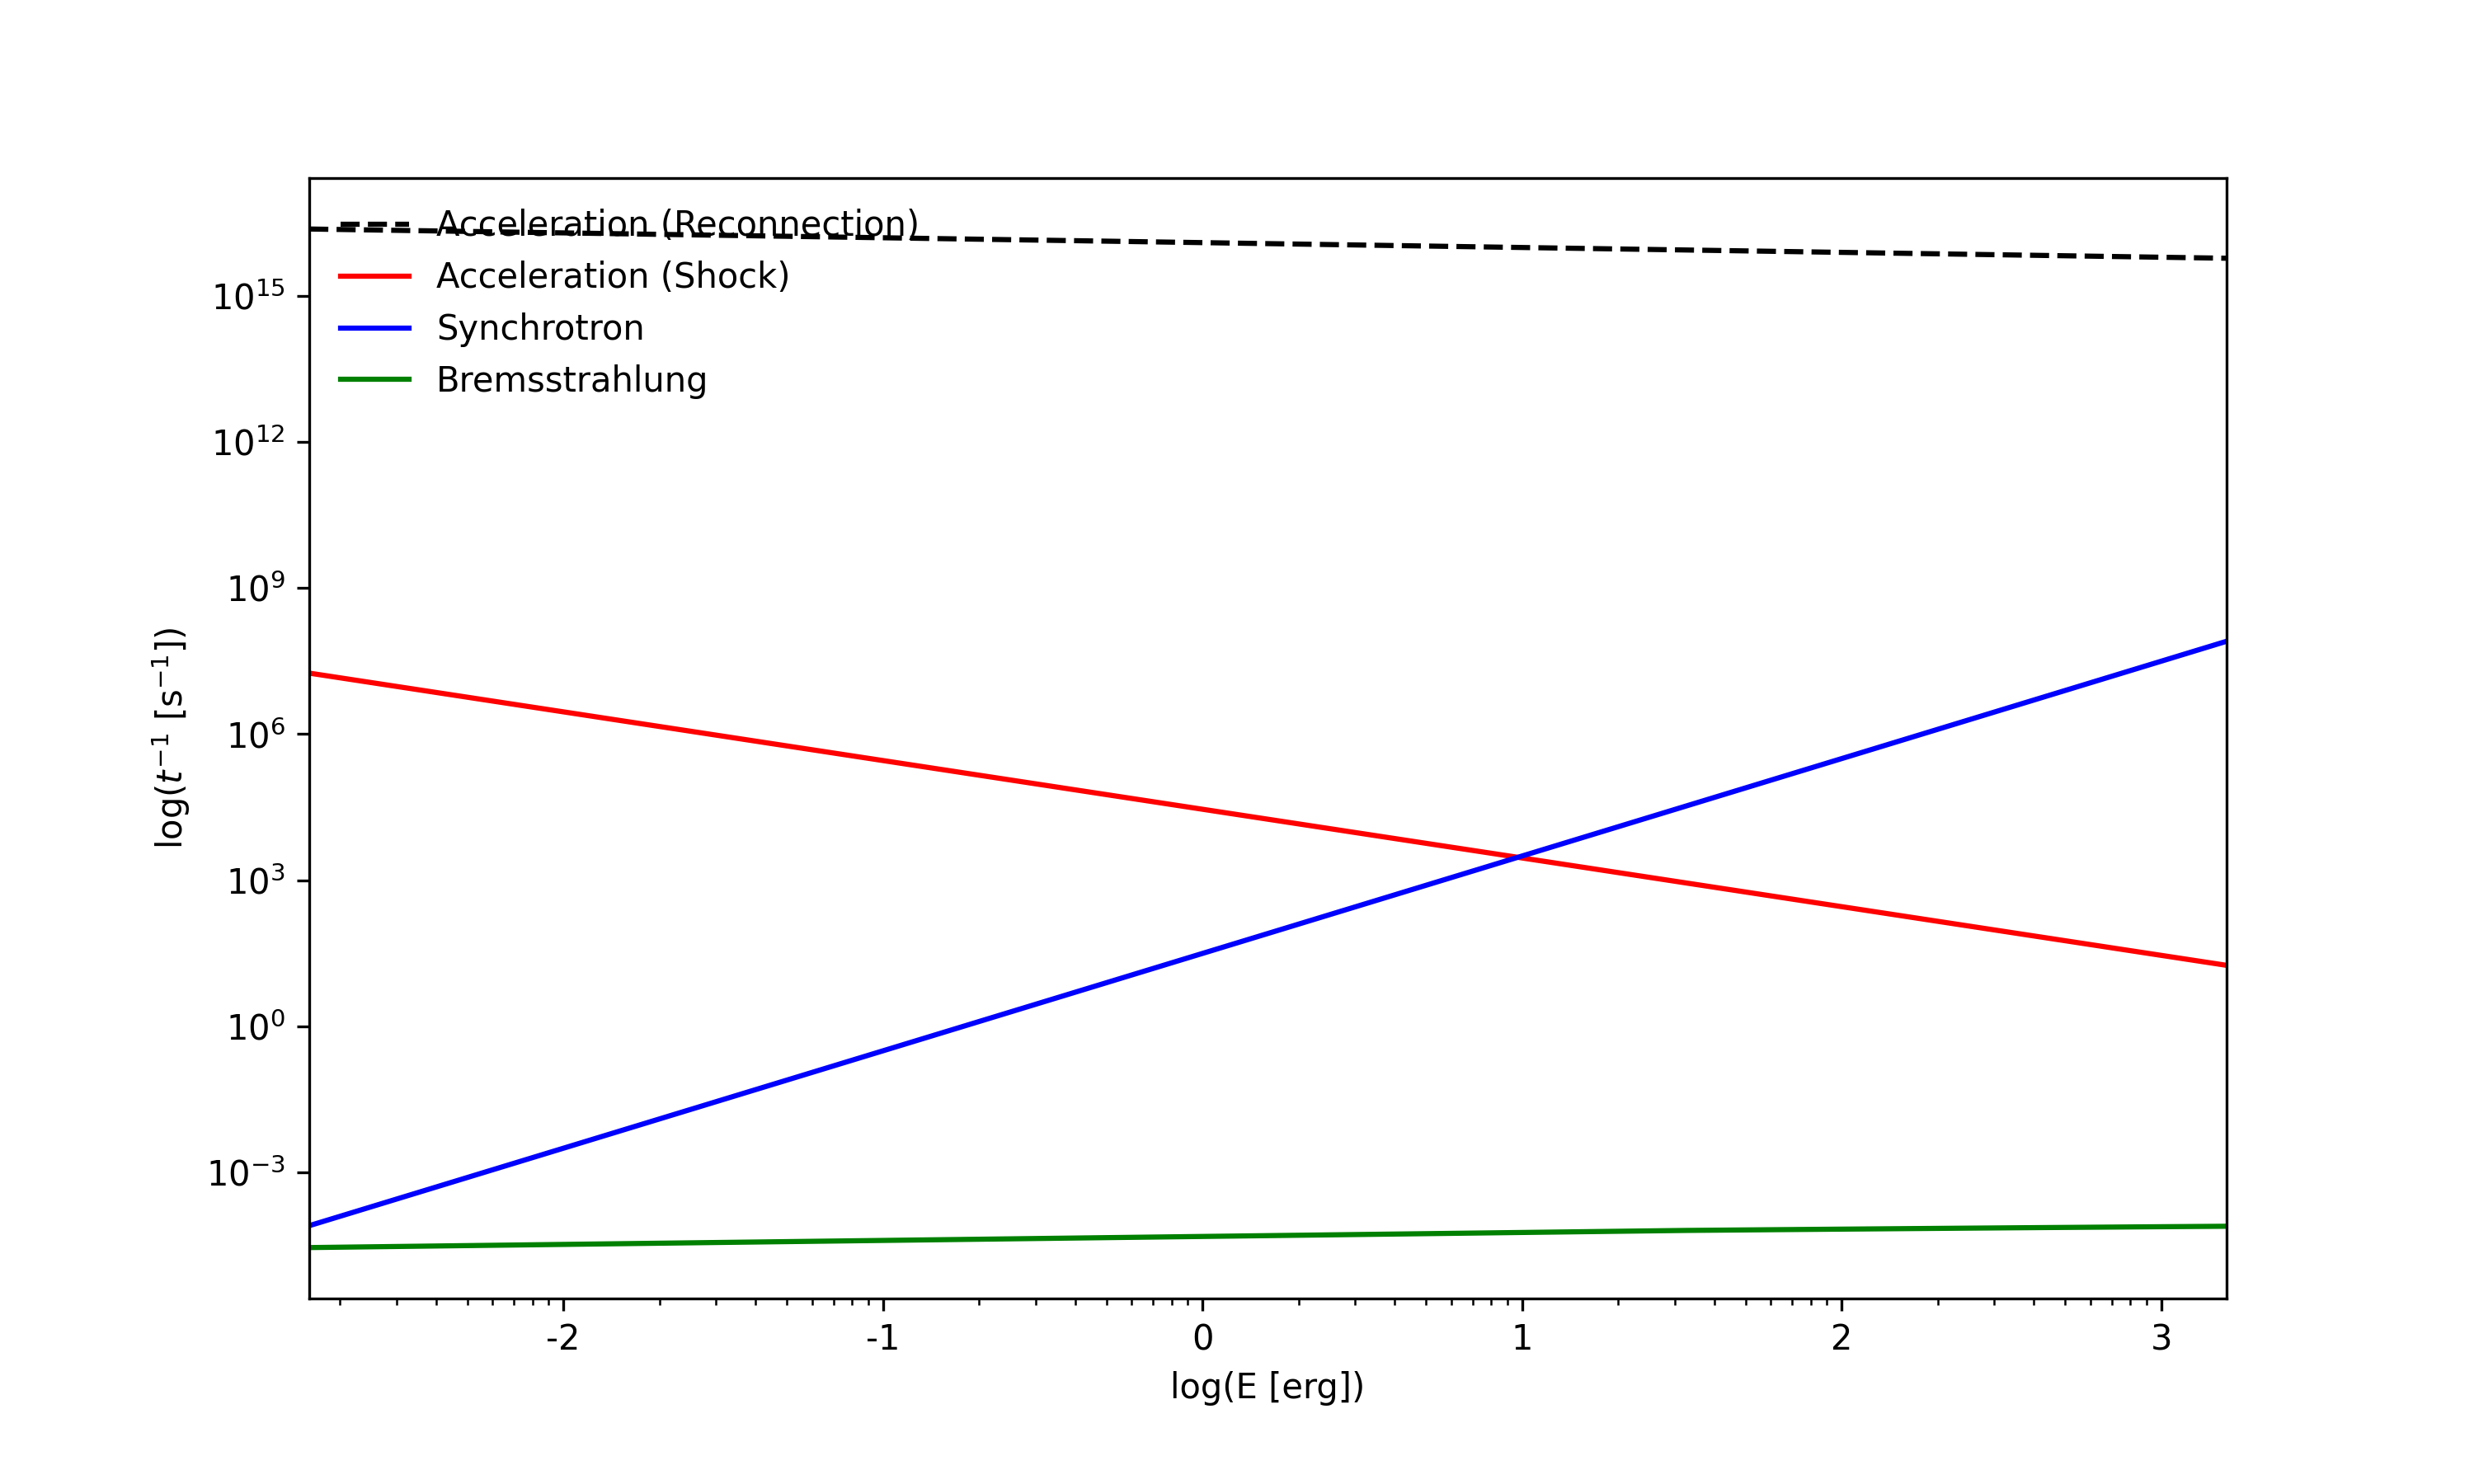 Acceleration (Reconnection)
Acceleration (Shock)
Synchrotron
Bremsstrahlung
10¹⁵
10¹²
10⁹
10⁶
10³
10⁰
10⁻³
log(t⁻¹ [s⁻¹])
-2 -1 0 1 2 3
log(E [erg])